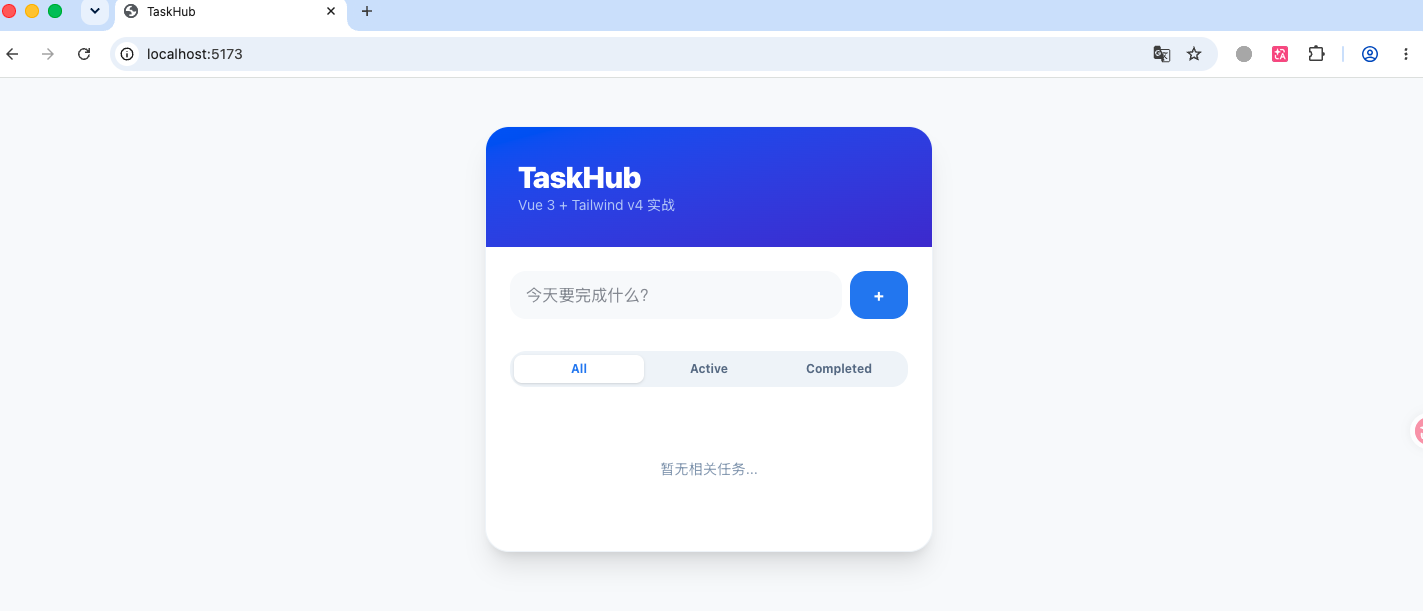 TaskHub
localhost:5173
TaskHub
Vue 3 + Tailwind v4 实战
今天要完成什么?
+
All Active Completed
暂无相关任务...